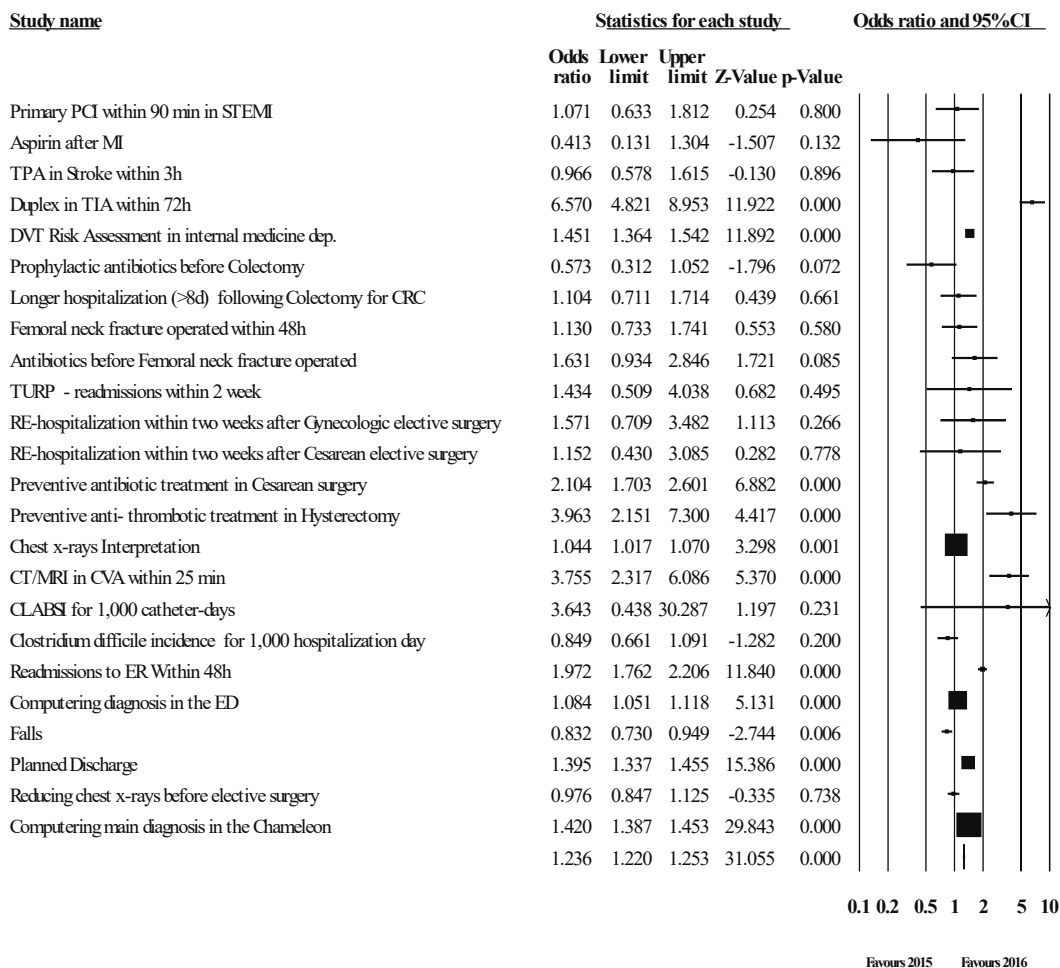 Study name Statistics for each study Odds ratio and 95%CI
Odds Lower Upper
ratio limit limit Z-Value p-Value
Primary PCI within 90 min in STEMI 1.071 0.633 1.812 0.254 0.800
Aspirin after MI 0.413 0.131 1.304 -1.507 0.132
TPA in Stroke within 3h 0.966 0.578 1.615 -0.130 0.896
Duplex in TIA within 72h 6.570 4.821 8.953 11.922 0.000
DVT Risk Assessment in internal medicine dep. 1.451 1.364 1.542 11.892 0.000
Prophylactic antibiotics before Colectomy 0.573 0.312 1.052 -1.796 0.072
Longer hospitalization (>8d) following Colectomy for CRC 1.104 0.711 1.714 0.439 0.661
Femoral neck fracture operated within 48h 1.130 0.733 1.741 0.553 0.580
Antibiotics before Femoral neck fracture operated 1.631 0.934 2.846 1.721 0.085
TURP - readmissions within 2 week 1.434 0.509 4.038 0.682 0.495
RE-hospitalization within two weeks after Gynecologic elective surgery 1.571 0.709 3.482 1.113 0.266
RE-hospitalization within two weeks after Cesarean elective surgery 1.152 0.430 3.085 0.282 0.778
Preventive antibiotic treatment in Cesarean surgery 2.104 1.703 2.601 6.882 0.000
Preventive anti- thrombotic treatment in Hysterectomy 3.963 2.151 7.300 4.417 0.000
Chest x-rays Interpretation 1.044 1.017 1.070 3.298 0.001
CT/MRI in CVA within 25 min 3.755 2.317 6.086 5.370 0.000
CLABSI for 1,000 catheter-days 3.643 0.438 30.287 1.197 0.231
Clostridium difficile incidence for 1,000 hospitalization day 0.849 0.661 1.091 -1.282 0.200
Readmissions to ER Within 48h 1.972 1.762 2.206 11.840 0.000
Computering diagnosis in the ED 1.084 1.051 1.118 5.131 0.000
Falls 0.832 0.730 0.949 -2.744 0.006
Planned Discharge 1.395 1.337 1.455 15.386 0.000
Reducing chest x-rays before elective surgery 0.976 0.847 1.125 -0.335 0.738
Computering main diagnosis in the Chameleon 1.420 1.387 1.453 29.843 0.000
1.236 1.220 1.253 31.055 0.000
0.1 0.2 0.5 1 2 5 10
Favours 2015 Favours 2016